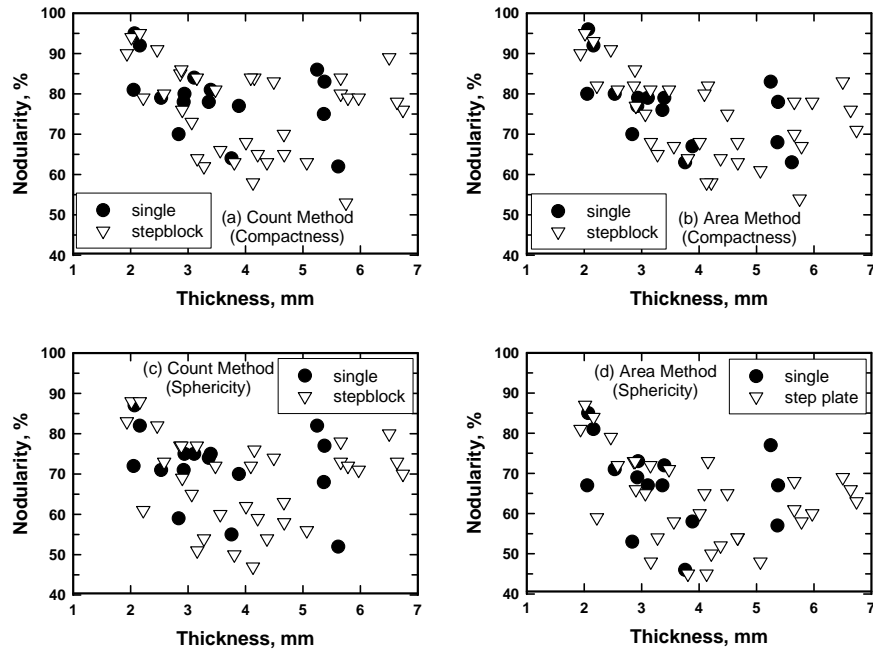 100
90
80
70
60
50
40
Nodularity, %
single
stepblock
(a) Count Method
(Compactness)
1 2 3 4 5 6 7
Thickness, mm
100
90
80
70
60
50
40
Nodularity, %
single
stepblock
(b) Area Method
(Compactness)
1 2 3 4 5 6 7
Thickness, mm
100
90
80
70
60
50
40
Nodularity, %
(c) Count Method
(Sphericity)
single
stepblock
1 2 3 4 5 6 7
Thickness, mm
100
90
80
70
60
50
40
Nodularity, %
(d) Area Method
(Sphericity)
single
step plate
1 2 3 4 5 6 7
Thickness, mm